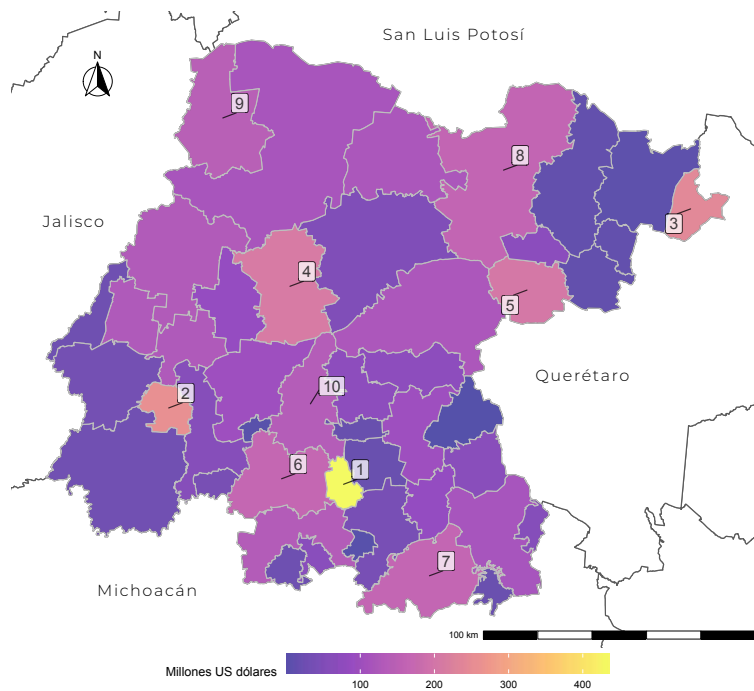 San Luis Potosí
N
9
8
Jalisco
3
4
5
Querétaro
10
2
6
1
7
Michoacán
100 km
Millones US dólares
100 200 300 400